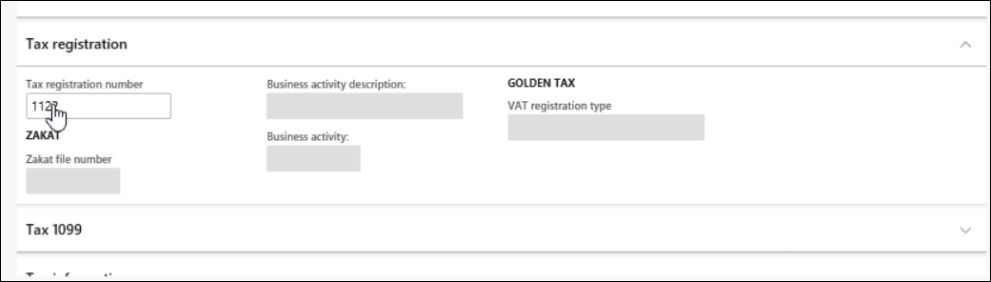 Tax registration
Tax registration number
Business activity description:
GOLDEN TAX
VAT registration type
ZAKAT
Business activity:
Zakat file number
Tax 1099